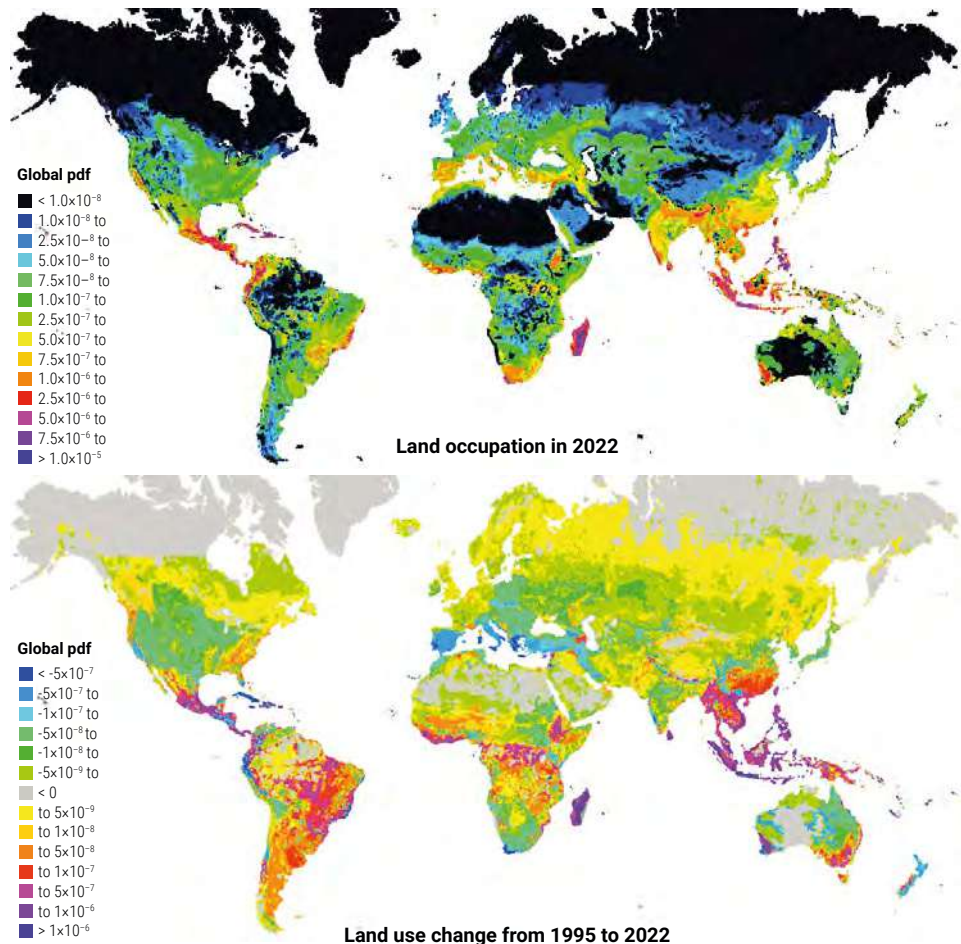 Global pdf
< 1.0×10⁻⁸
1.0×10⁻⁸ to
2.5×10⁻⁸ to
5.0×10⁻⁸ to
7.5×10⁻⁸ to
1.0×10⁻⁷ to
2.5×10⁻⁷ to
5.0×10⁻⁷ to
7.5×10⁻⁷ to
1.0×10⁻⁶ to
2.5×10⁻⁶ to
5.0×10⁻⁶ to
7.5×10⁻⁶ to
> 1.0×10⁻⁵
Land occupation in 2022
Global pdf
< -5×10⁻⁷
-5×10⁻⁷ to
-1×10⁻⁷ to
-5×10⁻⁸ to
-1×10⁻⁸ to
-5×10⁻⁹ to
< 0
to 5×10⁻⁹
to 1×10⁻⁸
to 5×10⁻⁸
to 1×10⁻⁷
to 5×10⁻⁷
to 1×10⁻⁶
> 1×10⁻⁶
Land use change from 1995 to 2022